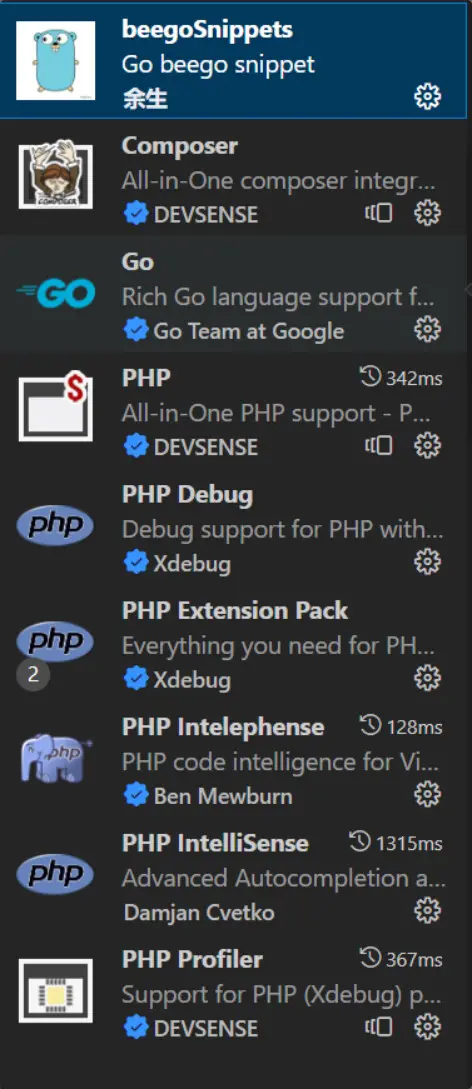 beegoSnippets
Go beego snippet
余生
Composer
All-in-One composer integr...
DEVSENSE
GO
Go
Rich Go language support f...
Go Team at Google
$
PHP 342ms
All-in-One PHP support - P...
DEVSENSE
php
PHP Debug
Debug support for PHP with...
Xdebug
php
2
PHP Extension Pack
Everything you need for PH...
Xdebug
php
PHP Intelephense 128ms
PHP code intelligence for Vi...
Ben Mewburn
php
PHP IntelliSense 1315ms
Advanced Autocompletion a...
Damjan Cvetko
PHP Profiler 367ms
Support for PHP (Xdebug) p...
DEVSENSE